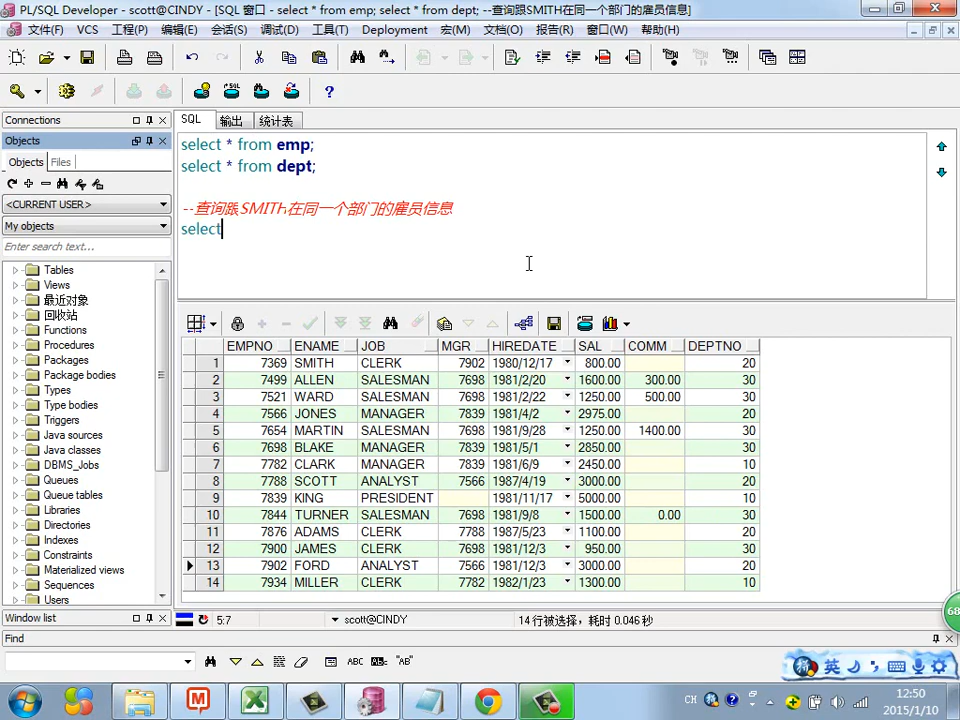 PL/SQL Developer - scott@CINDY - [SQL 窗口 - select * from emp; select * from dept; --查询跟SMITH在同一个部门的雇员信息]
文件(F) VCS 工程(P) 编辑(E) 会话(S) 调试(D) 工具(T) Deployment 宏(M) 文档(O) 报告(R) 窗口(W) 帮助(H)
Connections
Objects
Objects Files
<CURRENT USER>
My objects
Enter search text...
Tables
Views
最近对象
回收站
Functions
Procedures
Packages
Package bodies
Types
Type bodies
Triggers
Java sources
Java classes
DBMS_Jobs
Queues
Queue tables
Libraries
Directories
Indexes
Constraints
Materialized views
Sequences
Users
Window list
SQL 输出 统计表
select * from emp;
select * from dept;
--查询跟SMITH在同一个部门的雇员信息
select
EMPNO ENAME JOB MGR HIREDATE SAL COMM DEPTNO
1 7369 SMITH CLERK 7902 1980/12/17 800.00 20
2 7499 ALLEN SALESMAN 7698 1981/2/20 1600.00 300.00 30
3 7521 WARD SALESMAN 7698 1981/2/22 1250.00 500.00 30
4 7566 JONES MANAGER 7839 1981/4/2 2975.00 20
5 7654 MARTIN SALESMAN 7698 1981/9/28 1250.00 1400.00 30
6 7698 BLAKE MANAGER 7839 1981/5/1 2850.00 30
7 7782 CLARK MANAGER 7839 1981/6/9 2450.00 10
8 7788 SCOTT ANALYST 7566 1987/4/19 3000.00 20
9 7839 KING PRESIDENT 1981/11/17 5000.00 10
10 7844 TURNER SALESMAN 7698 1981/9/8 1500.00 0.00 30
11 7876 ADAMS CLERK 7788 1987/5/23 1100.00 20
12 7900 JAMES CLERK 7698 1981/12/3 950.00 30
13 7902 FORD ANALYST 7566 1981/12/3 3000.00 20
14 7934 MILLER CLERK 7782 1982/1/23 1300.00 10
5:7 scott@CINDY 14 行被选择，耗时 0.046 秒
Find
ABC ABc "AB"
英
68
CH
12:50
2015/1/10